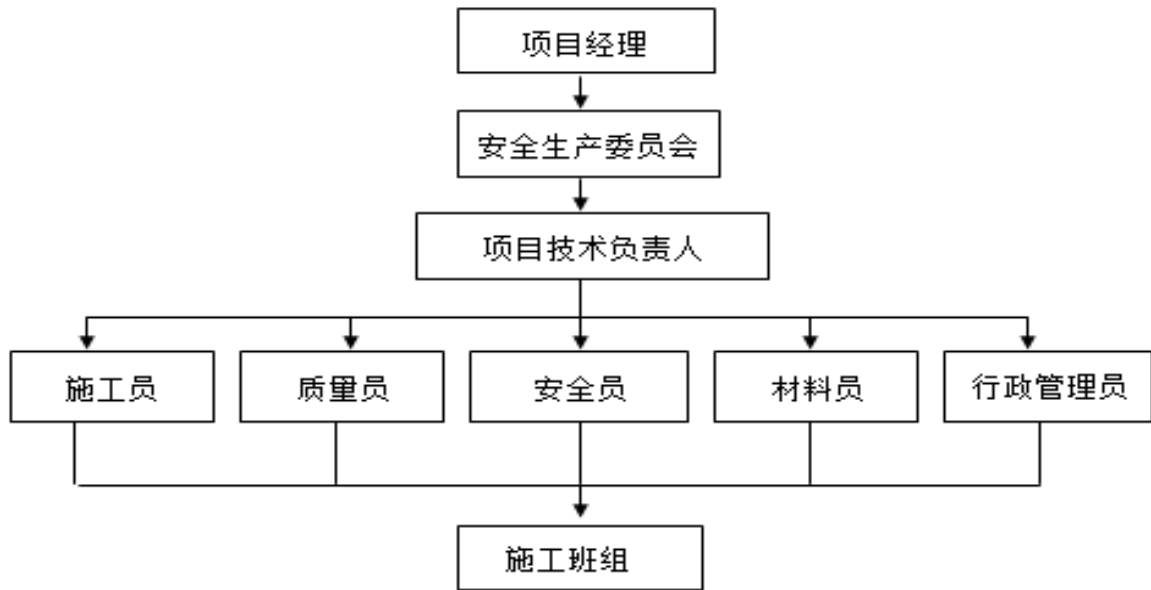 项目经理
安全生产委员会
项目技术负责人
施工员
质量员
安全员
材料员
行政管理员
施工班组